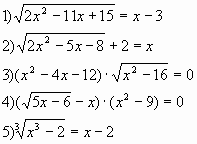 1) √(2x² − 11x + 15) = x − 3
2) √(2x² − 5x − 8) + 2 = x
3) (x² − 4x − 12) · √(x² − 16) = 0
4) (√(5x − 6) − x) · (x² − 9) = 0
5) ³√(x³ − 2) = x − 2